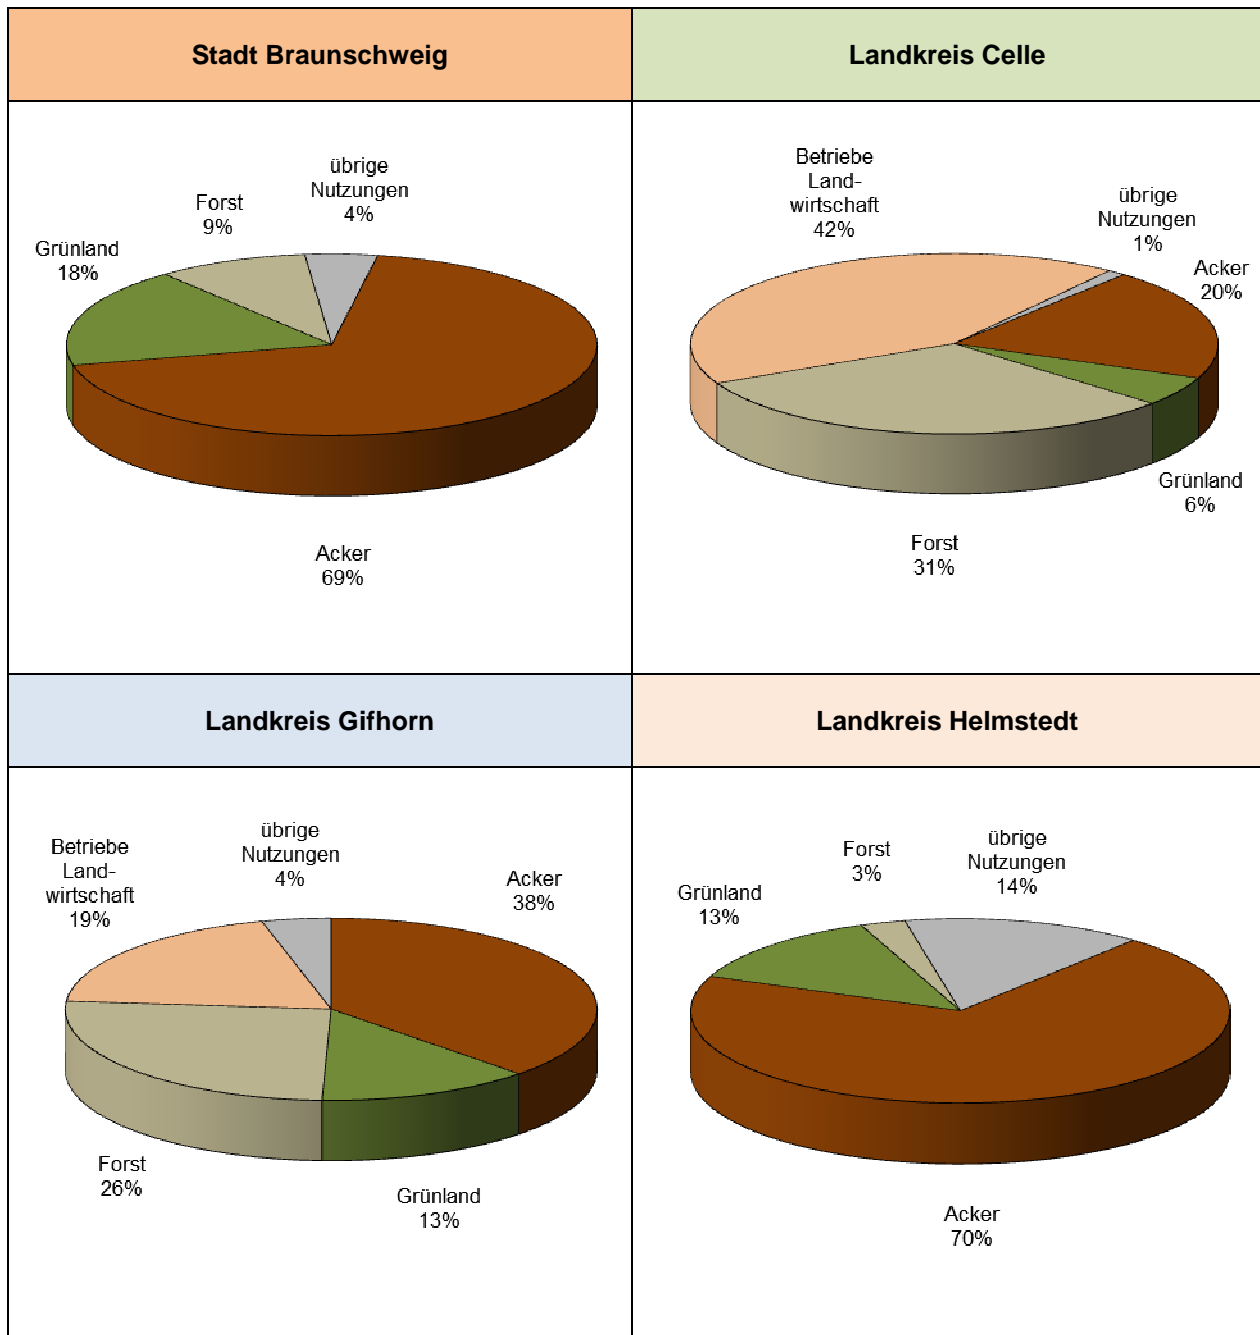 Stadt Braunschweig
Landkreis Celle
übrige
Nutzungen
4%
Forst
9%
Grünland
18%
Acker
69%
Betriebe
Land-
wirtschaft
42%
übrige
Nutzungen
1%
Acker
20%
Grünland
6%
Forst
31%
Landkreis Gifhorn
Landkreis Helmstedt
Betriebe
Land-
wirtschaft
19%
übrige
Nutzungen
4%
Acker
38%
Forst
26%
Grünland
13%
Grünland
13%
Forst
3%
übrige
Nutzungen
14%
Acker
70%